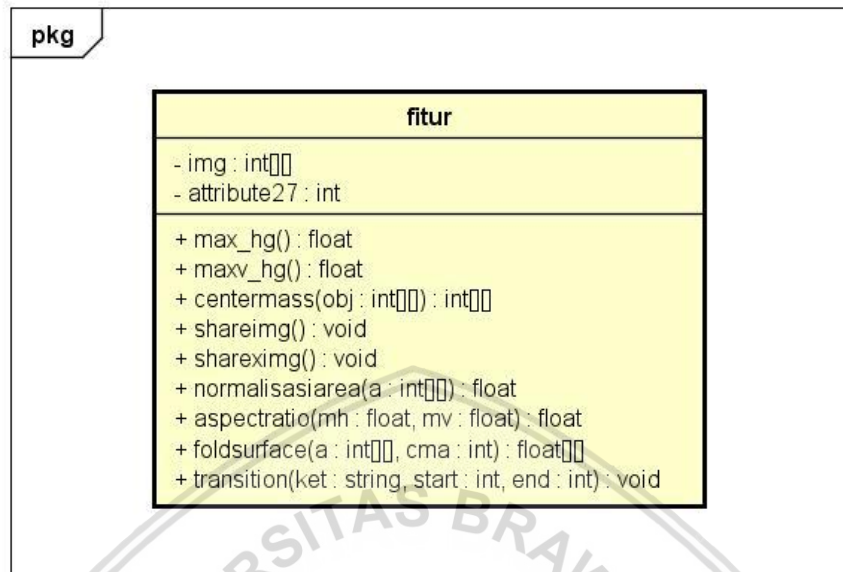 pkg
fitur
- img : int[][]
- attribute27 : int
+ max_hg() : float
+ maxv_hg() : float
+ centermass(obj : int[][]) : int[][]
+ shareimg() : void
+ shareximg() : void
+ normalisasiarea(a : int[][]) : float
+ aspectratio(mh : float, mv : float) : float
+ foldsurface(a : int[][], cma : int) : float[][]
+ transition(ket : string, start : int, end : int) : void